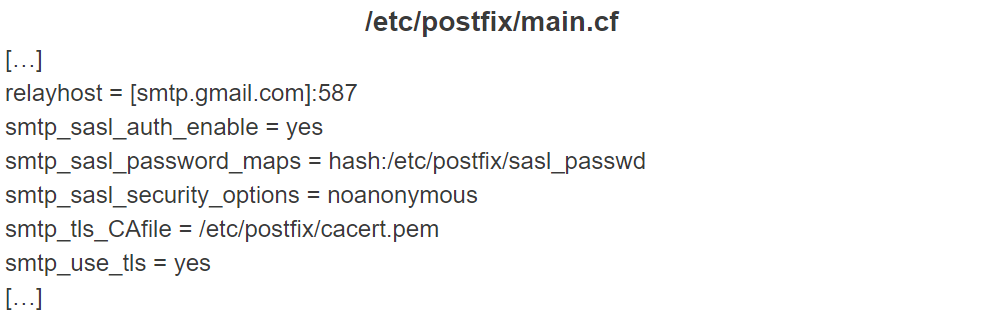 /etc/postfix/main.cf
[…]
relayhost = [smtp.gmail.com]:587
smtp_sasl_auth_enable = yes
smtp_sasl_password_maps = hash:/etc/postfix/sasl_passwd
smtp_sasl_security_options = noanonymous
smtp_tls_CAfile = /etc/postfix/cacert.pem
smtp_use_tls = yes
[…]